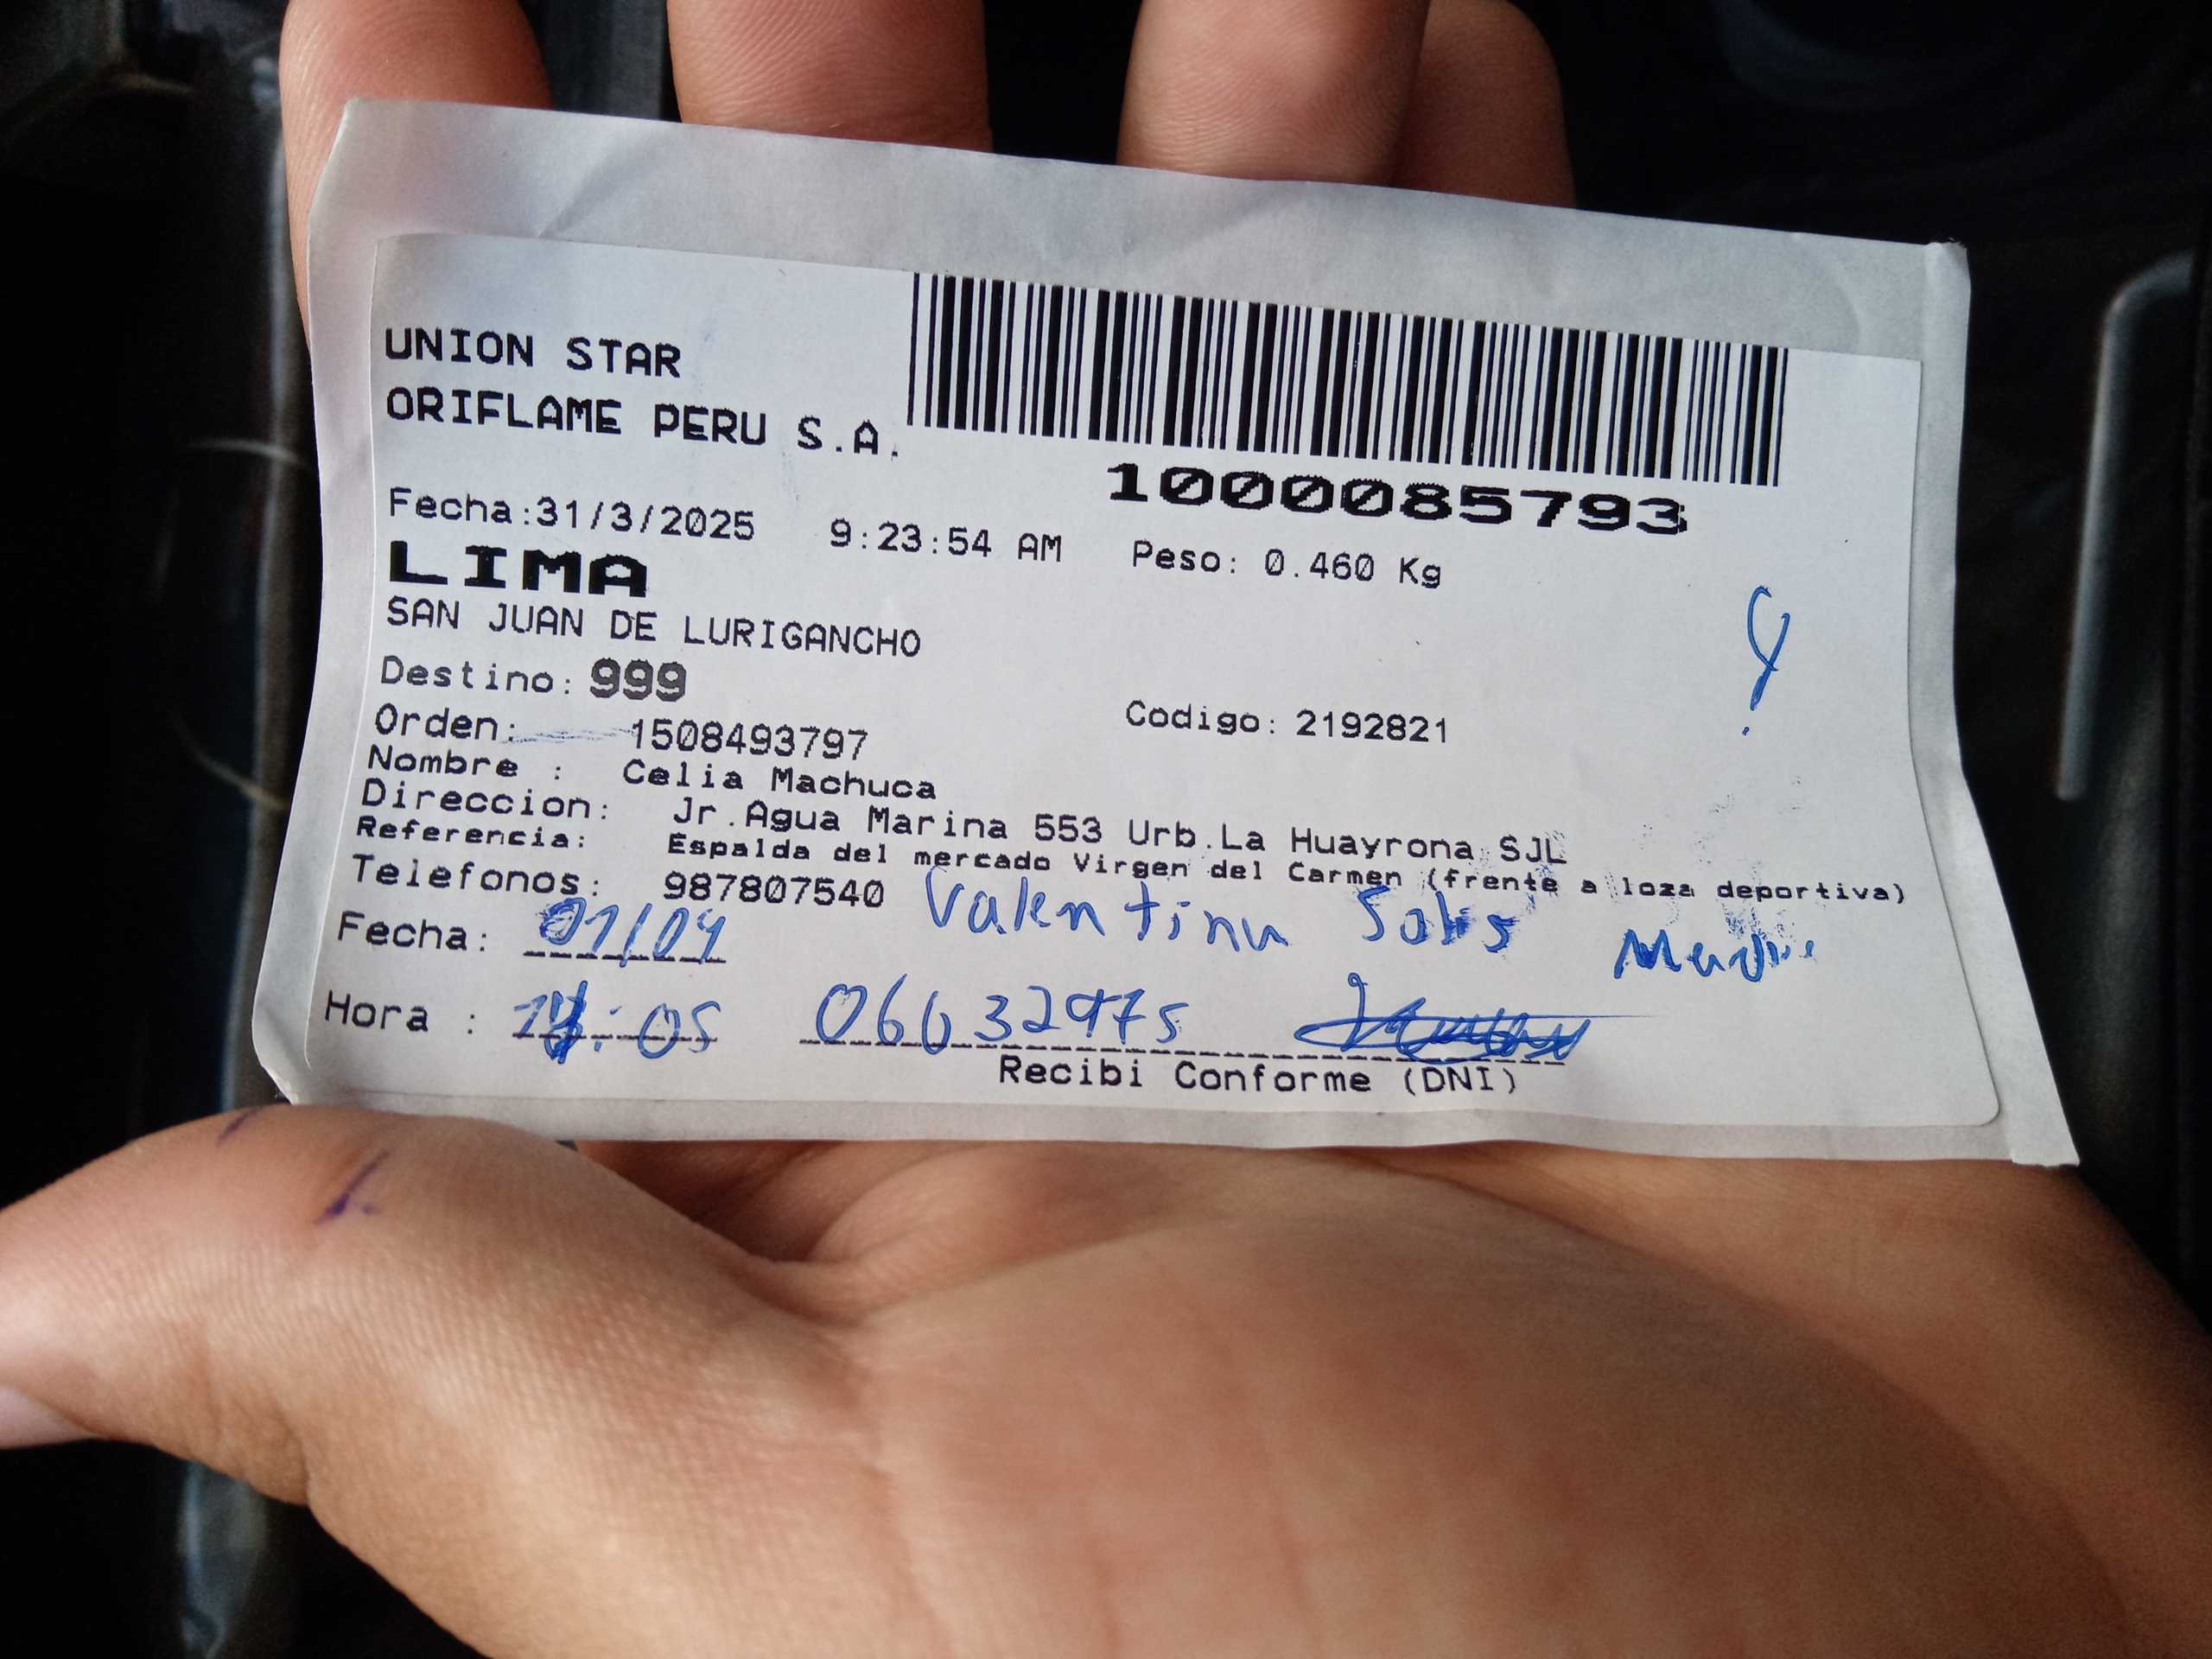 UNION STAR
ORIFLAME PERU S.A.
1000085793
Fecha:31/3/2025 9:23:54 AM Peso: 0.460 Kg
LIMA
SAN JUAN DE LURIGANCHO
Destino: 999
Orden: 1508493797 Codigo: 2192821
Nombre : Celia Machuca
Direccion: Jr.Agua Marina 553 Urb.La Huayrona SJL
Referencia: Espalda del mercado Virgen del Carmen (frente a loza deportiva)
Telefonos: 987807540
Valentina Solis
Fecha: 01/04
Hora : :05 06632975
Recibi Conforme (DNI)